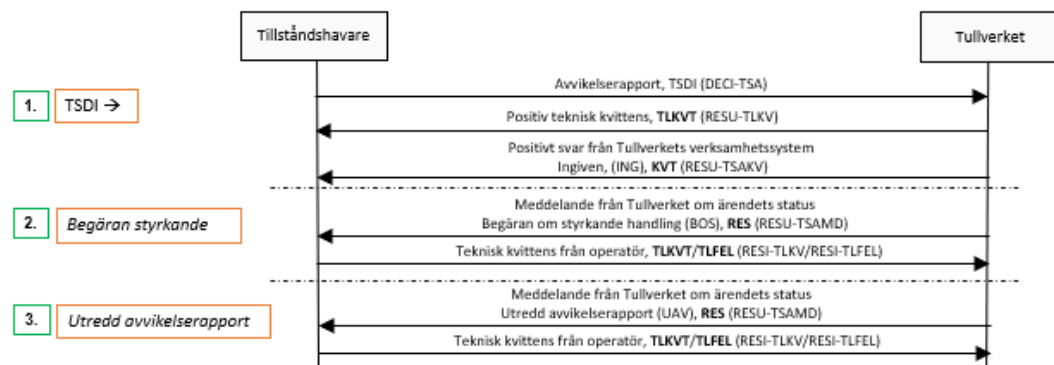 Tillståndshavare
Tullverket
1.
TSDI →
Avvikelserapport, TSDI (DECI-TSA)
Positiv teknisk kvittens, TLKVT (RESU-TLKV)
Positivt svar från Tullverkets verksamhetssystem
Ingiven, (ING), KVT (RESU-TSAKV)
2.
Begäran styrkande
Meddelande från Tullverket om ärendets status
Begäran om styrkande handling (BOS), RES (RESU-TSAMD)
Teknisk kvittens från operatör, TLKVT/TLFEL (RESI-TLKV/RESI-TLFEL)
3.
Utredd avvikelserapport
Meddelande från Tullverket om ärendets status
Utredd avvikelserapport (UAV), RES (RESU-TSAMD)
Teknisk kvittens från operatör, TLKVT/TLFEL (RESI-TLKV/RESI-TLFEL)